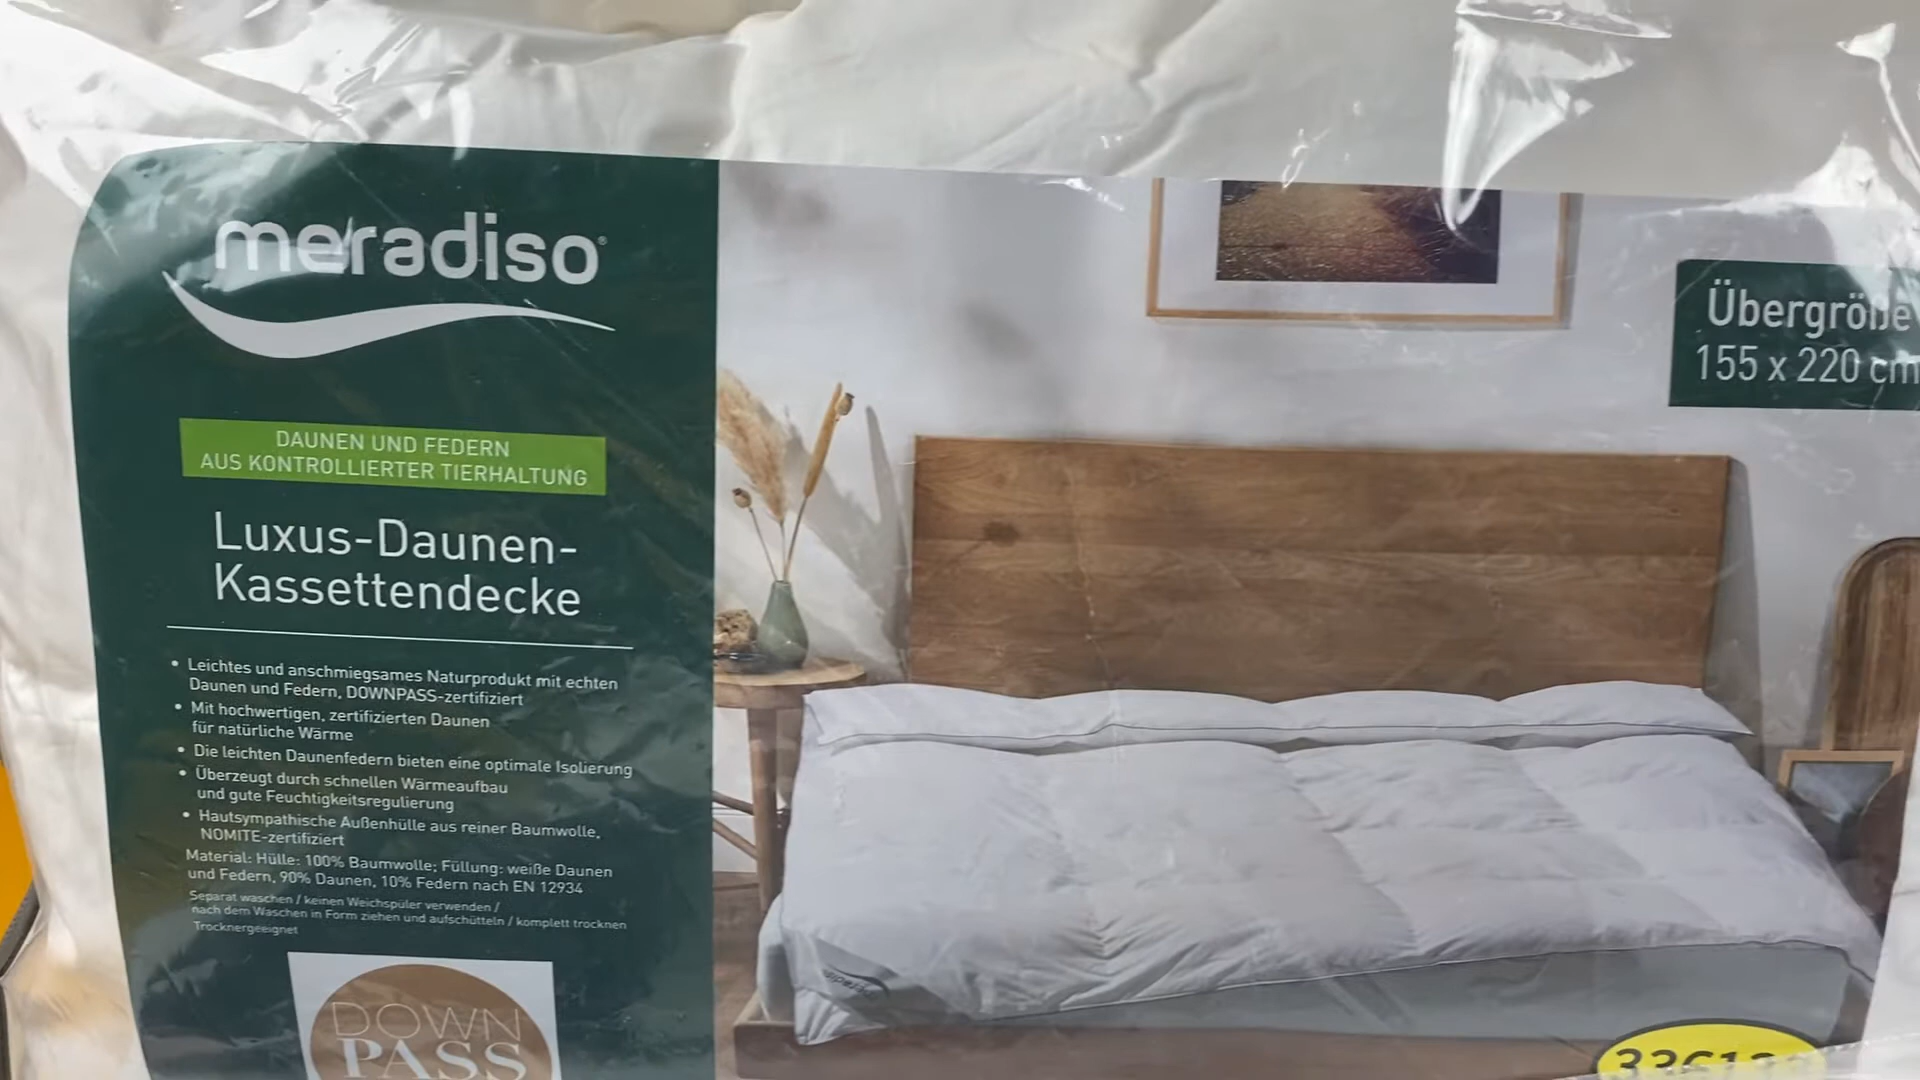 meradiso®
DAUNEN UND FEDERN
AUS KONTROLLIERTER TIERHALTUNG
Luxus-Daunen-
Kassettendecke
• Leichtes und anschmiegsames Naturprodukt mit echten
Daunen und Federn, DOWNPASS-zertifiziert
• Mit hochwertigen, zertifizierten Daunen
für natürliche Wärme
• Die leichten Daunenfedern bieten eine optimale Isolierung
• Überzeugt durch schnellen Wärmeaufbau
und gute Feuchtigkeitsregulierung
• Hautsympathische Außenhülle aus reiner Baumwolle,
NOMITE-zertifiziert
Material: Hülle: 100% Baumwolle; Füllung: weiße Daunen
und Federn, 90% Daunen, 10% Federn nach EN 12934
Separat waschen / keinen Weichspüler verwenden /
nach dem Waschen in Form ziehen und aufschütteln / komplett trocknen
Trocknergeeignet
DOWN
PASS
Übergröße
155 x 220 cm
meradiso